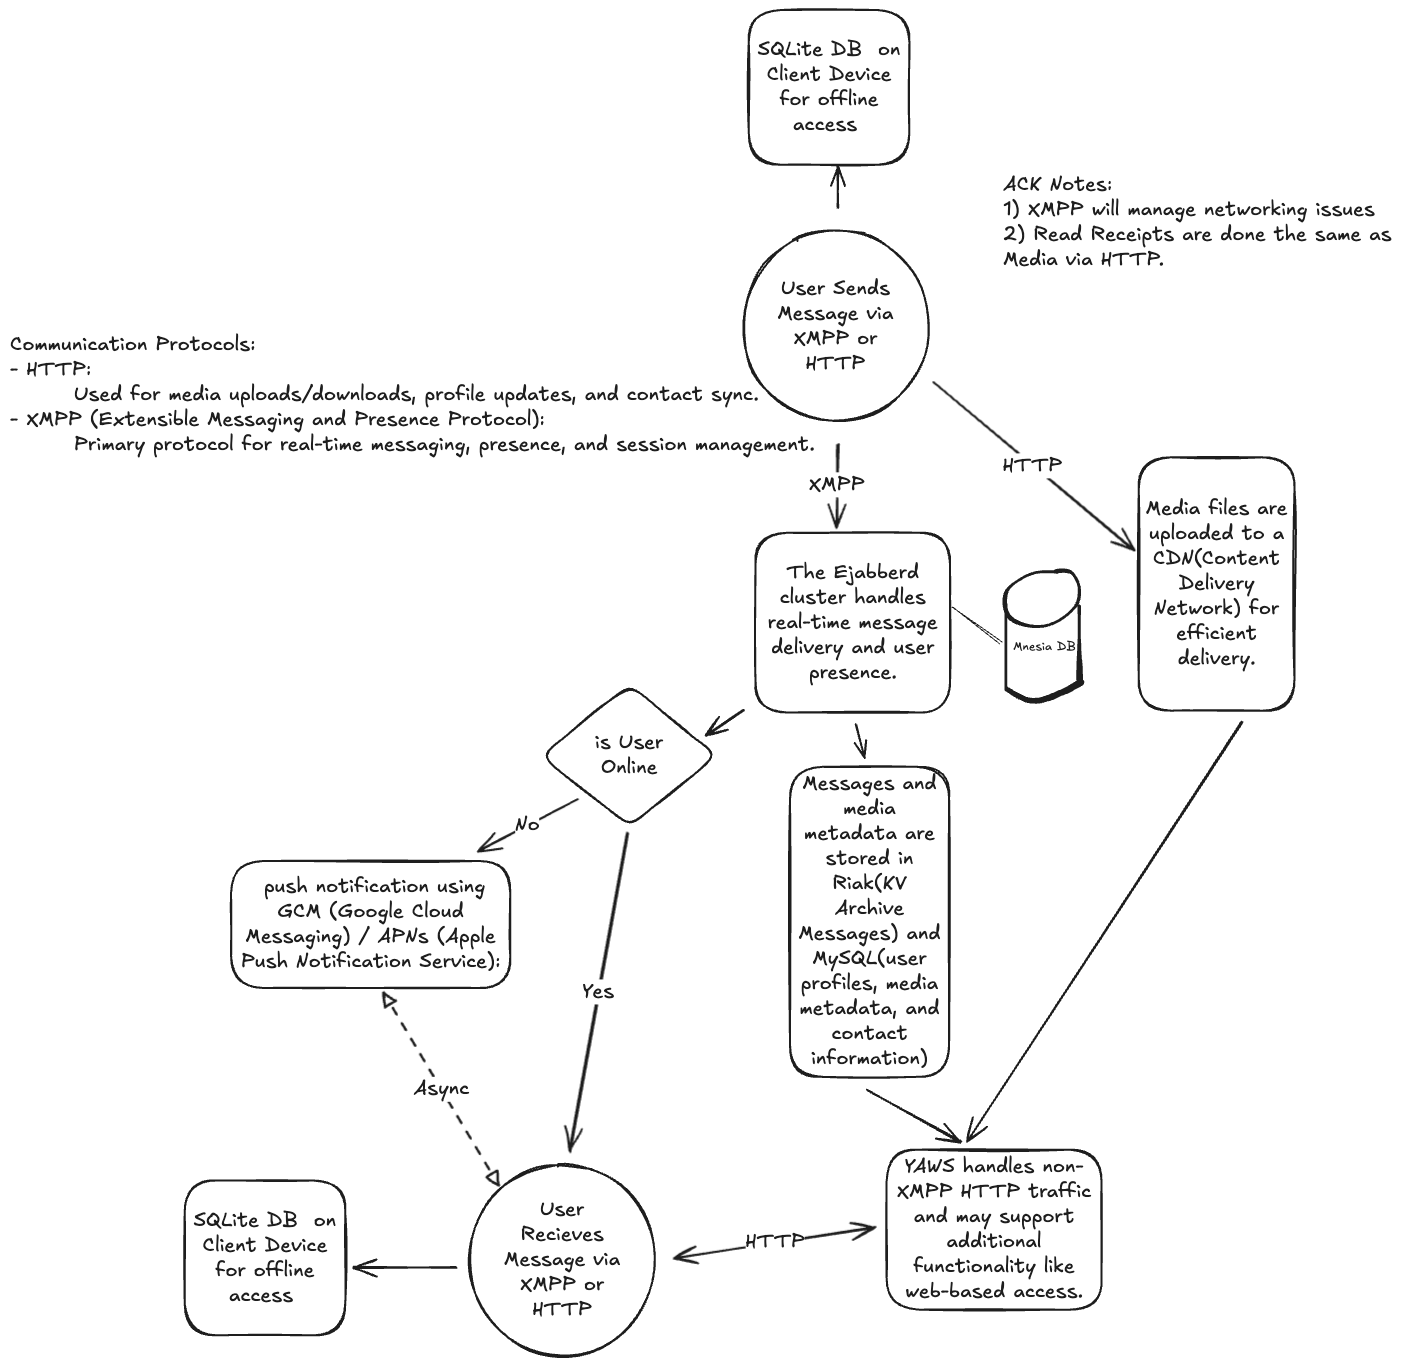 SQLite DB on
Client Device
for offline
access
ACK Notes:
1) XMPP will manage networking issues
2) Read Receipts are done the same as
Media via HTTP.
User Sends
Message via
XMPP or
HTTP
Communication Protocols:
- HTTP:
Used for media uploads/downloads, profile updates, and contact sync.
- XMPP (Extensible Messaging and Presence Protocol):
Primary protocol for real-time messaging, presence, and session management.
XMPP
HTTP
Media files are
uploaded to a
CDN(Content
Delivery
Network) for
efficient
delivery.
The Ejabberd
cluster handles
real-time message
delivery and user
presence.
Mnesia DB
is User
Online
No
Yes
Messages and
media
metadata are
stored in
Riak(KV
Archive
Messages) and
MySQL(user
profiles, media
metadata, and
contact
information)
push notification using
GCM (Google Cloud
Messaging) / APNs (Apple
Push Notification Service):
Async
YAWS handles non-
XMPP HTTP traffic
and may support
additional
functionality like
web-based access.
HTTP
User
Recieves
Message via
XMPP or
HTTP
SQLite DB on
Client Device
for offline
access